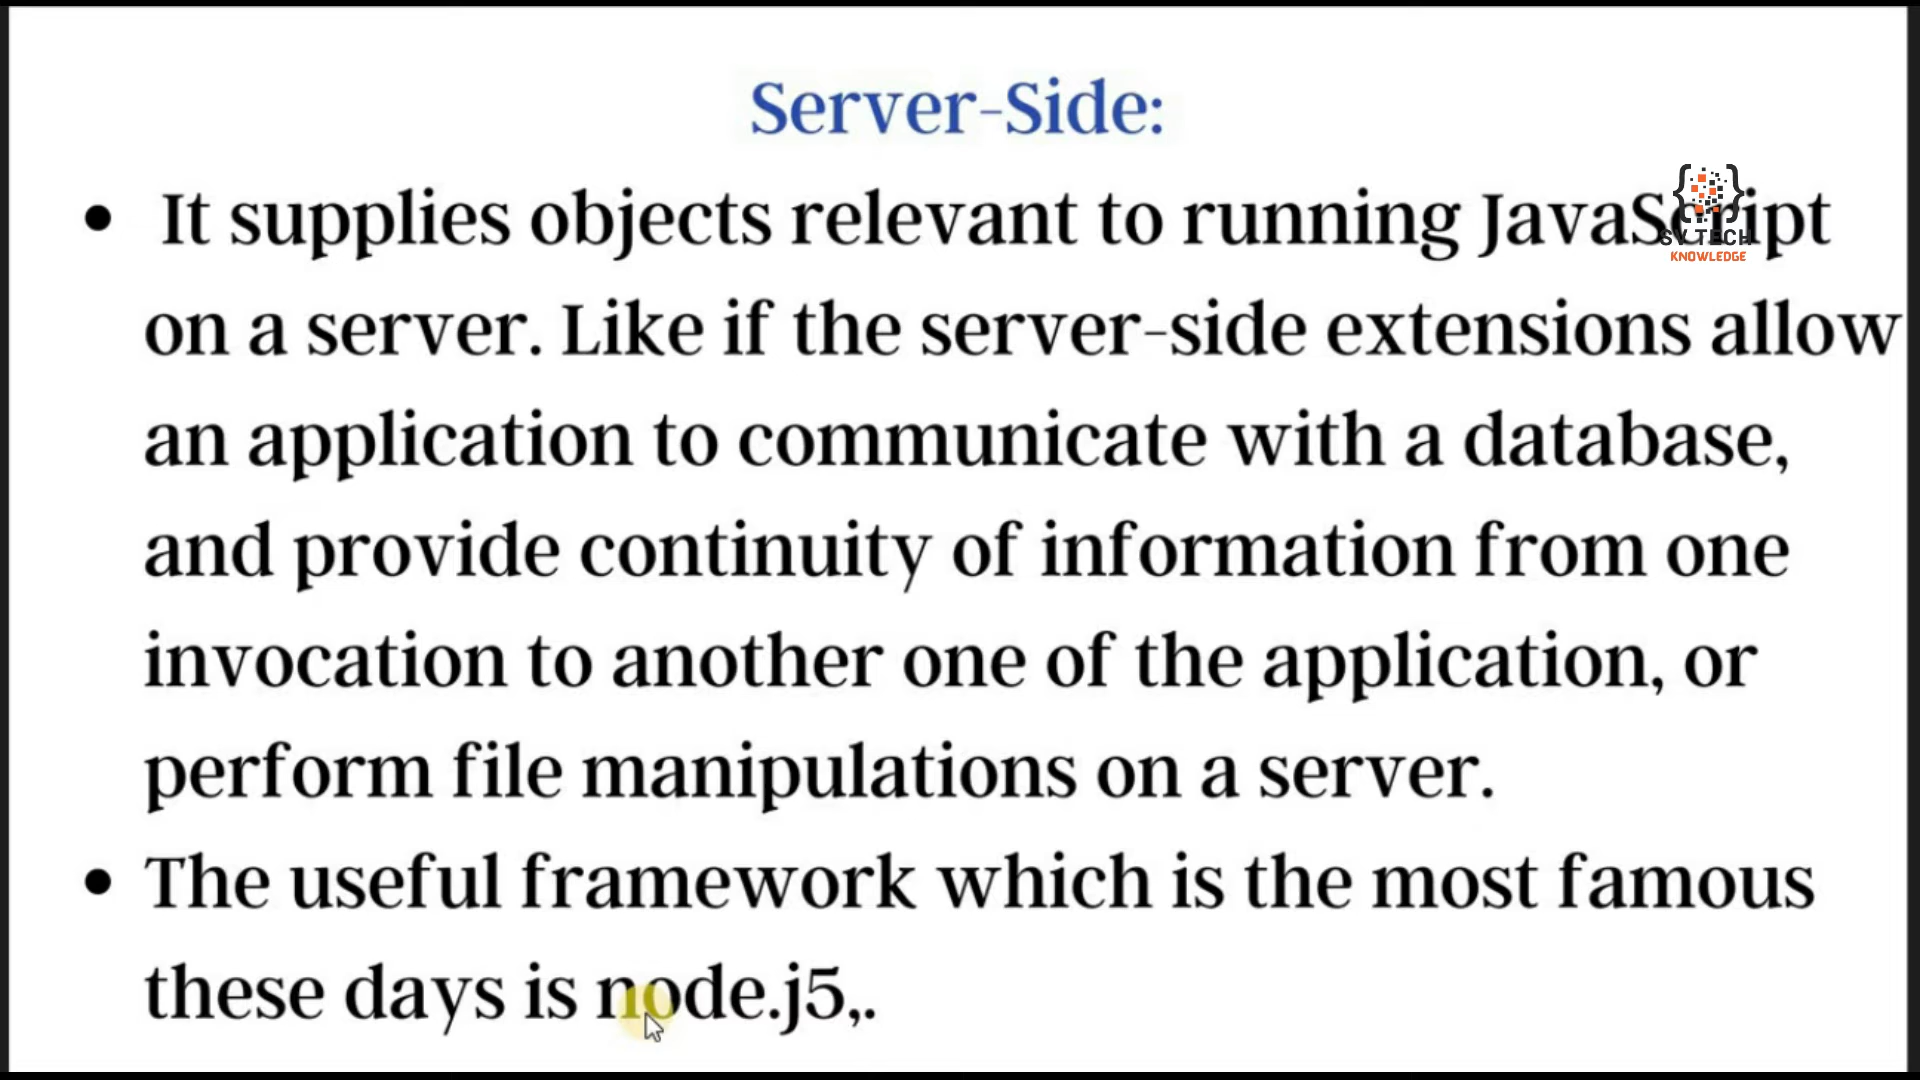 Server-Side:
• It supplies objects relevant to running JavaScript
on a server. Like if the server-side extensions allow
an application to communicate with a database,
and provide continuity of information from one
invocation to another one of the application, or
perform file manipulations on a server.
• The useful framework which is the most famous
these days is node.j5,.
SV TECH
KNOWLEDGE